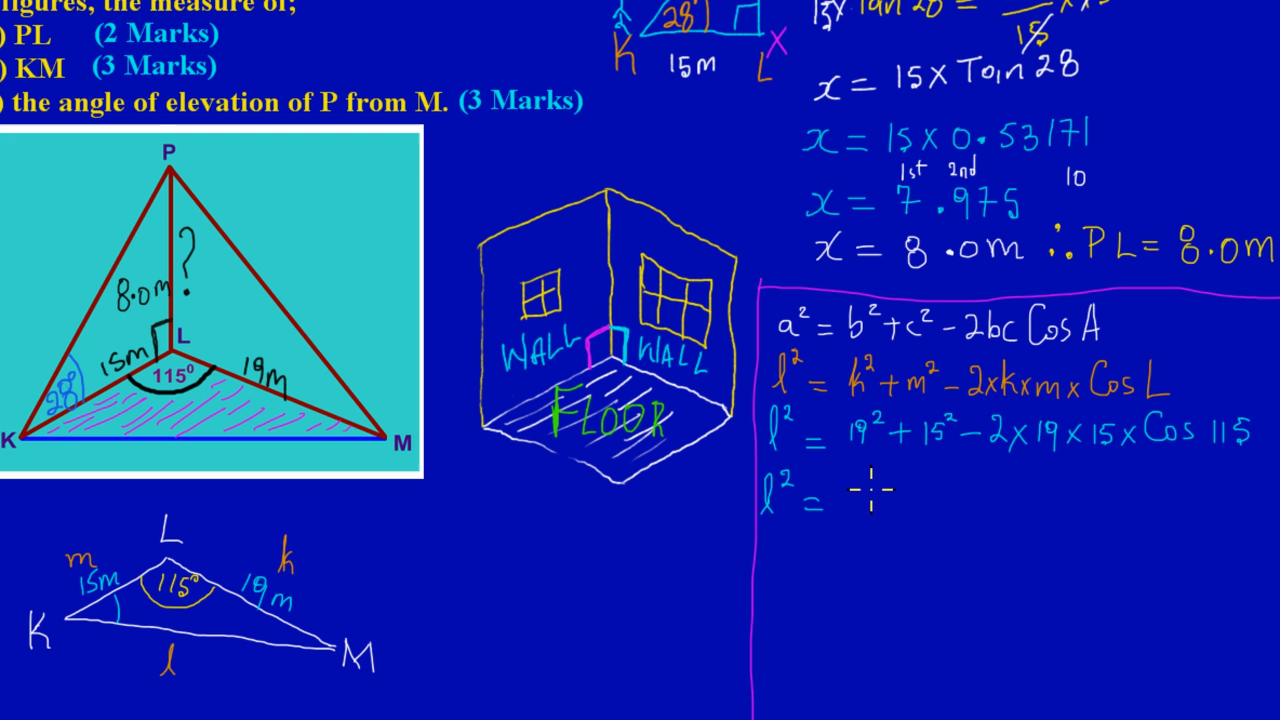 figures, the measure of;
) PL (2 Marks)
) KM (3 Marks)
) the angle of elevation of P from M. (3 Marks)
P
?
8.0m
L
15m
19m
115°
28°
K
M
28°
K
15m
L
X
WALL
WALL
FLOOR
L
m
k
15m
115°
19m
K
l
M
15
x = 15 x Tan 28
x = 15 x 0.53171
1st 2nd
10
x = 7.975
x = 8.0m ∴ PL = 8.0m
a² = b² + c² - 2bc Cos A
l² = k² + m² - 2xkxmx Cos L
l² = 19² + 15² - 2 x 19 x 15 x Cos 115
l² =